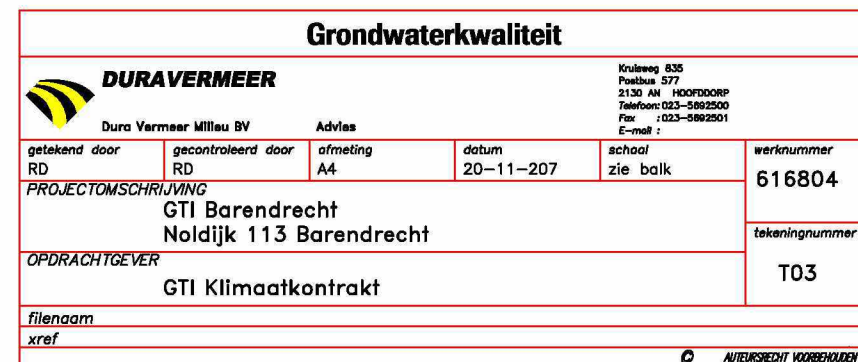 Grondwaterkwaliteit
DURAVERMEER
Dura Vermeer Milieu BV Advies
Kruisweg 835
Postbus 577
2130 AN HOOFDDORP
Telefoon: 023-5692500
Fax : 023-5692501
E-mail :
getekend door gecontroleerd door afmeting datum schaal werknummer
RD RD A4 20-11-207 zie balk 616804
PROJECTOMSCHRIJVING
GTI Barendrecht
Noldijk 113 Barendrecht
tekeningnummer
T03
OPDRACHTGEVER
GTI Klimaatkontrakt
filenaam
xref
© AUTEURSRECHT VOORBEHOUDEN